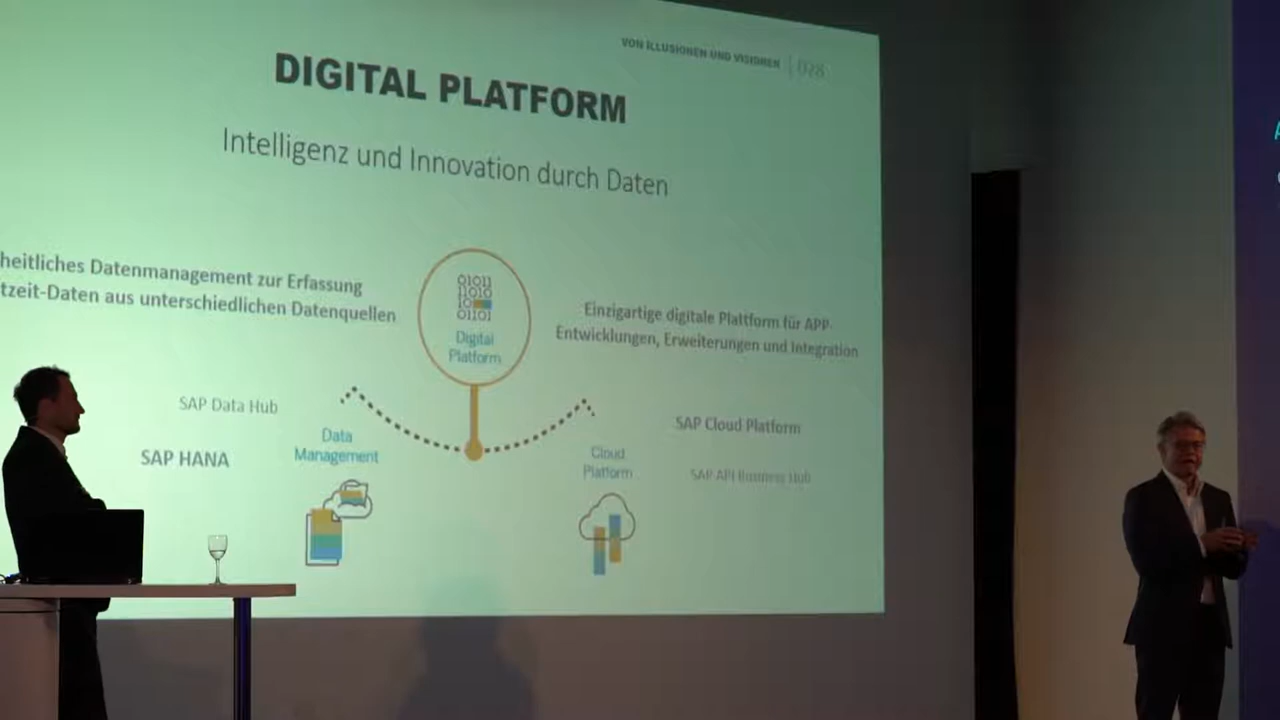 VON ILLUSIONEN UND VISIONEN | 028
DIGITAL PLATFORM
Intelligenz und Innovation durch Daten
heitliches Datenmanagement zur Erfassung
tzeit-Daten aus unterschiedlichen Datenquellen
01011
11010
10
01101
Digital
Platform
Einzigartige digitale Plattform für APP-
Entwicklungen, Erweiterungen und Integration
SAP Data Hub
SAP HANA
Data
Management
Cloud
Platform
SAP Cloud Platform
SAP API Business Hub